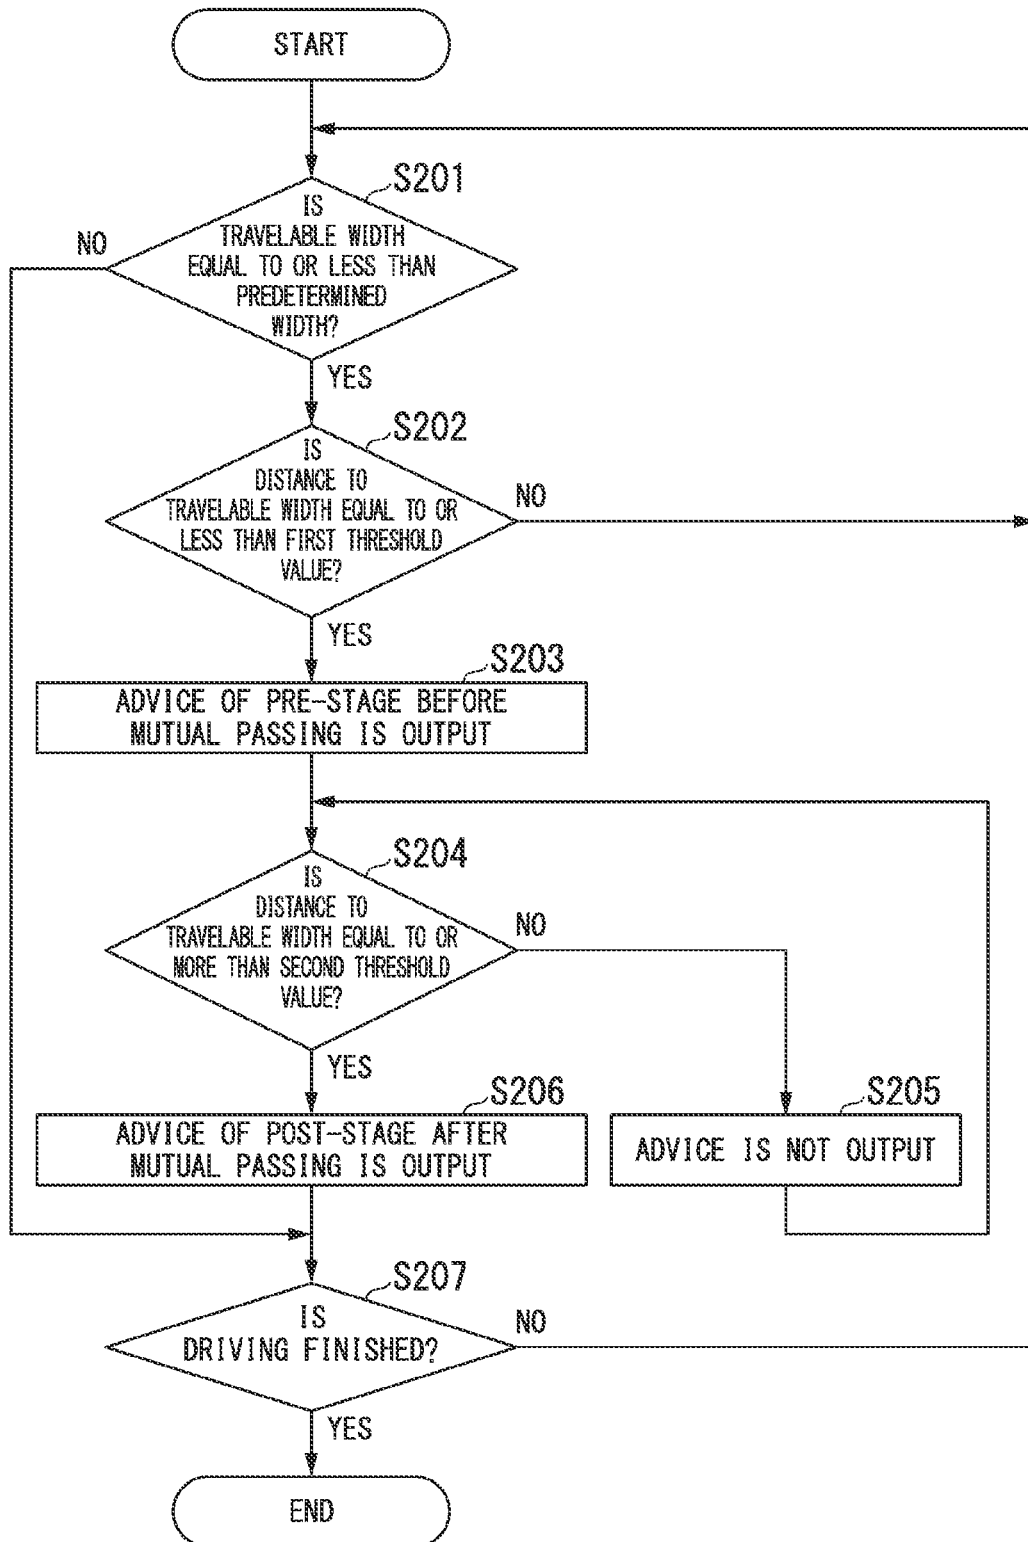 START
S201
IS
TRAVELABLE WIDTH
EQUAL TO OR LESS THAN
PREDETERMINED
WIDTH?
NO
YES
S202
IS
DISTANCE TO
TRAVELABLE WIDTH EQUAL TO OR
LESS THAN FIRST THRESHOLD
VALUE?
NO
YES
S203
ADVICE OF PRE-STAGE BEFORE
MUTUAL PASSING IS OUTPUT
S204
IS
DISTANCE TO
TRAVELABLE WIDTH EQUAL TO OR
MORE THAN SECOND THRESHOLD
VALUE?
NO
YES
S206
ADVICE OF POST-STAGE AFTER
MUTUAL PASSING IS OUTPUT
S205
ADVICE IS NOT OUTPUT
S207
IS
DRIVING FINISHED?
NO
YES
END